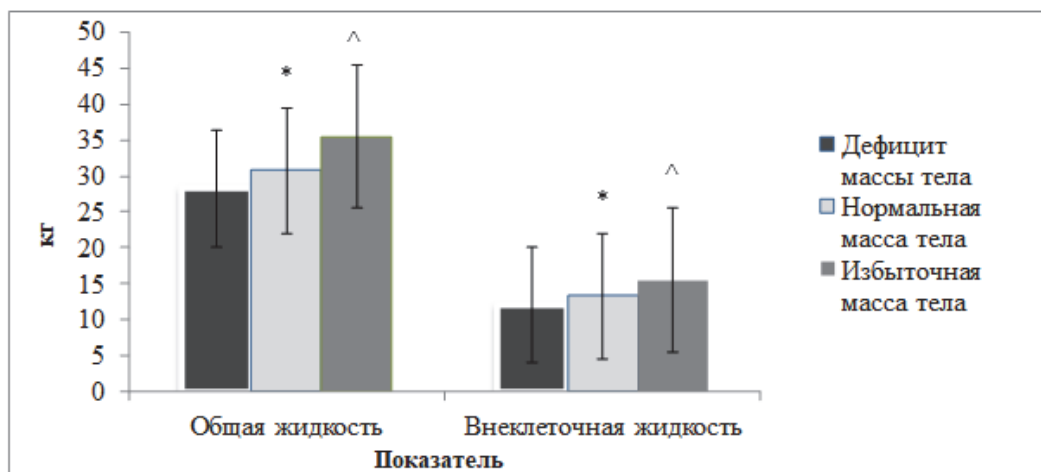 50
45
40
35
30
25
20
15
10
5
0
кг
*
^
*
^
Общая жидкость
Внеклеточная жидкость
Показатель
Дефицит
массы тела
Нормальная
масса тела
Избыточная
масса тела